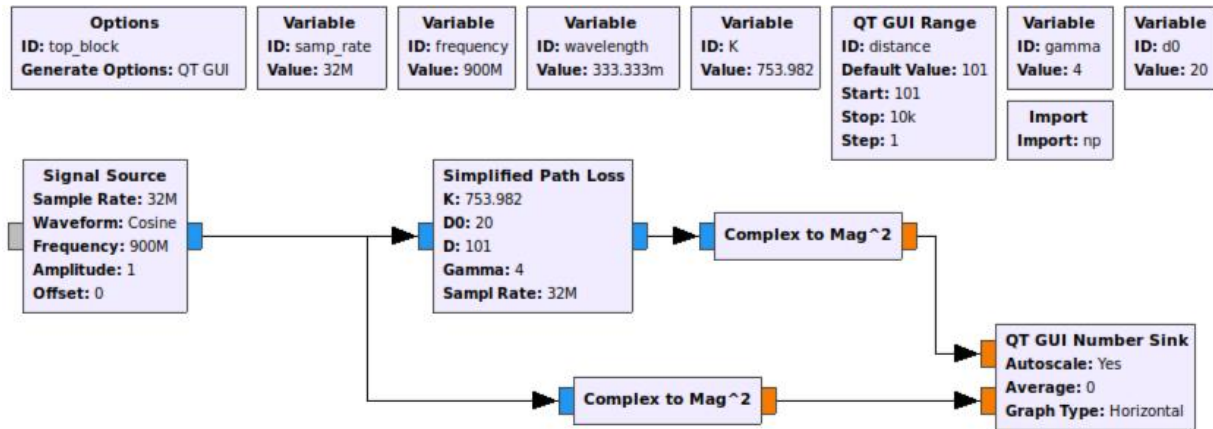 Options
ID: top_block
Generate Options: QT GUI
Variable
ID: samp_rate
Value: 32M
Variable
ID: frequency
Value: 900M
Variable
ID: wavelength
Value: 333.333m
Variable
ID: K
Value: 753.982
QT GUI Range
ID: distance
Default Value: 101
Start: 101
Stop: 10k
Step: 1
Variable
ID: gamma
Value: 4
Variable
ID: d0
Value: 20
Import
Import: np
Signal Source
Sample Rate: 32M
Waveform: Cosine
Frequency: 900M
Amplitude: 1
Offset: 0
Simplified Path Loss
K: 753.982
D0: 20
D: 101
Gamma: 4
Sampl Rate: 32M
Complex to Mag^2
Complex to Mag^2
QT GUI Number Sink
Autoscale: Yes
Average: 0
Graph Type: Horizontal